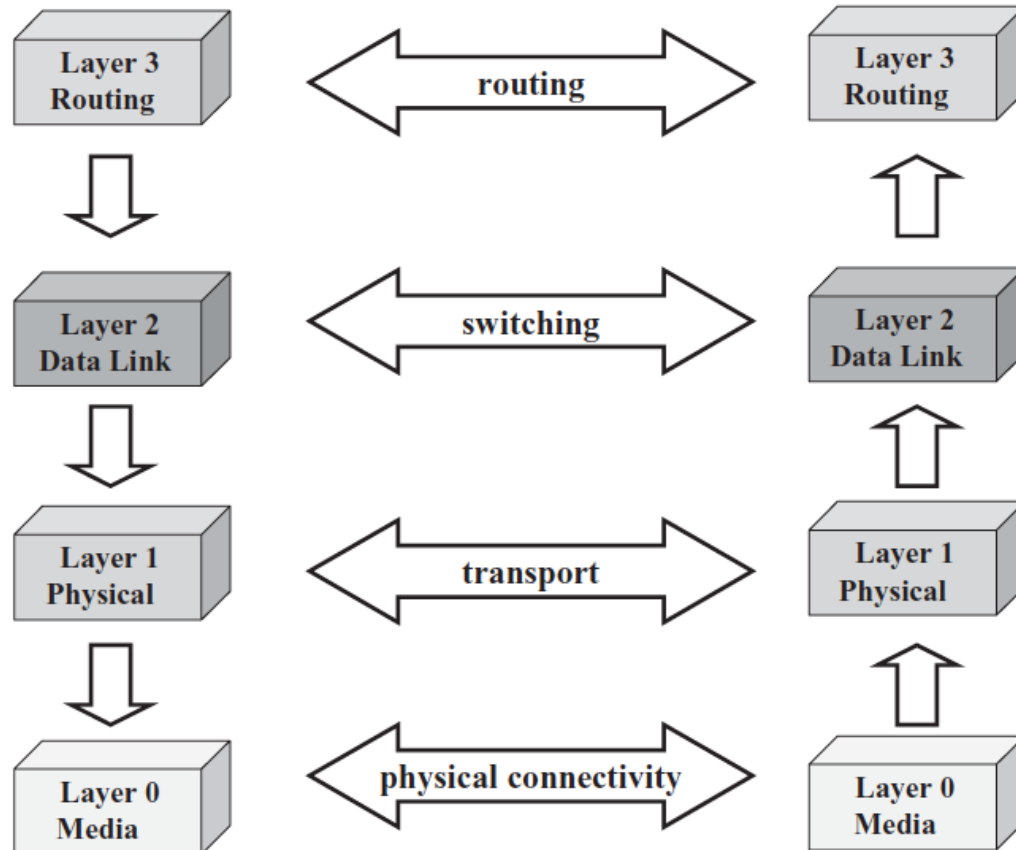 Layer 3
Routing
routing
Layer 3
Routing
Layer 2
Data Link
switching
Layer 2
Data Link
Layer 1
Physical
transport
Layer 1
Physical
Layer 0
Media
physical connectivity
Layer 0
Media